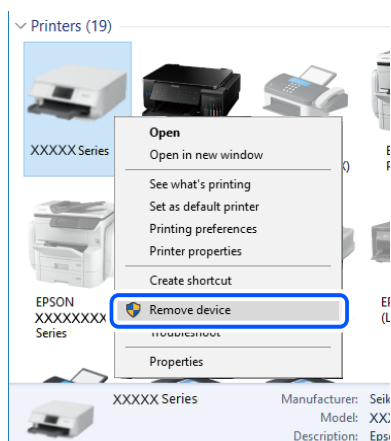 Printers (19)
XXXXX Series
Open
Open in new window
See what's printing
Set as default printer
Printing preferences
Printer properties
Create shortcut
Remove device
Troubleshoot
Properties
EPSON
XXXXXXXX
Series
XXXXX Series
Manufacturer:
Model:
Description: